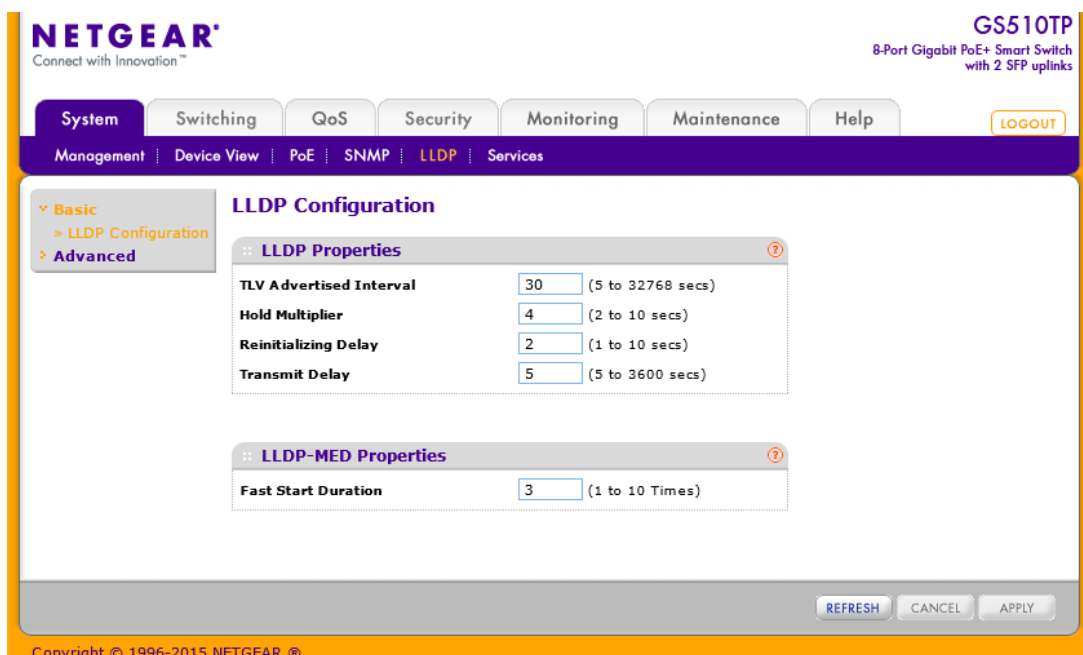 NETGEAR®
Connect with Innovation™
GS510TP
8-Port Gigabit PoE+ Smart Switch
with 2 SFP uplinks
System Switching QoS Security Monitoring Maintenance Help LOGOUT
Management Device View PoE SNMP LLDP Services
Basic
» LLDP Configuration
Advanced
LLDP Configuration
LLDP Properties ?
TLV Advertised Interval 30 (5 to 32768 secs)
Hold Multiplier 4 (2 to 10 secs)
Reinitializing Delay 2 (1 to 10 secs)
Transmit Delay 5 (5 to 3600 secs)
LLDP-MED Properties ?
Fast Start Duration 3 (1 to 10 Times)
REFRESH CANCEL APPLY
Copyright © 1996-2015 NETGEAR ®